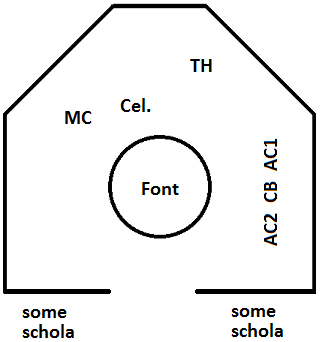 TH
Cel.
MC
Font
AC2 CB AC1
some
schola
some
schola